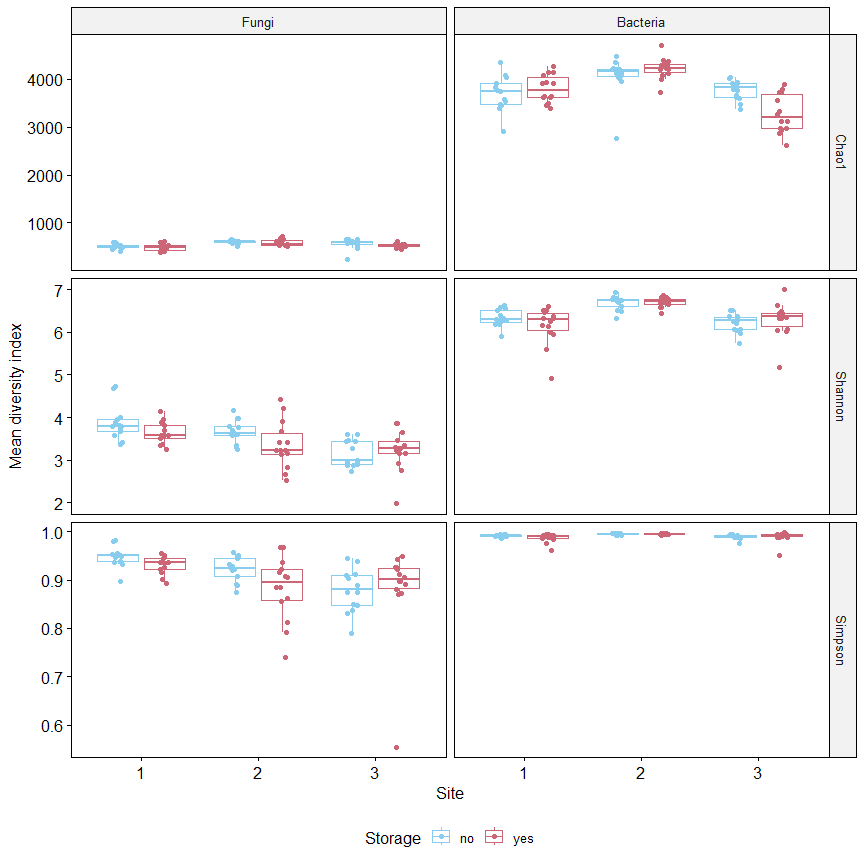 Fungi
Bacteria
4000
3000
2000
1000
Chao1
7
6
5
4
3
2
Shannon
1.0
0.9
0.8
0.7
0.6
Simpson
Mean diversity index
1 2 3
1 2 3
Site
Storage no yes